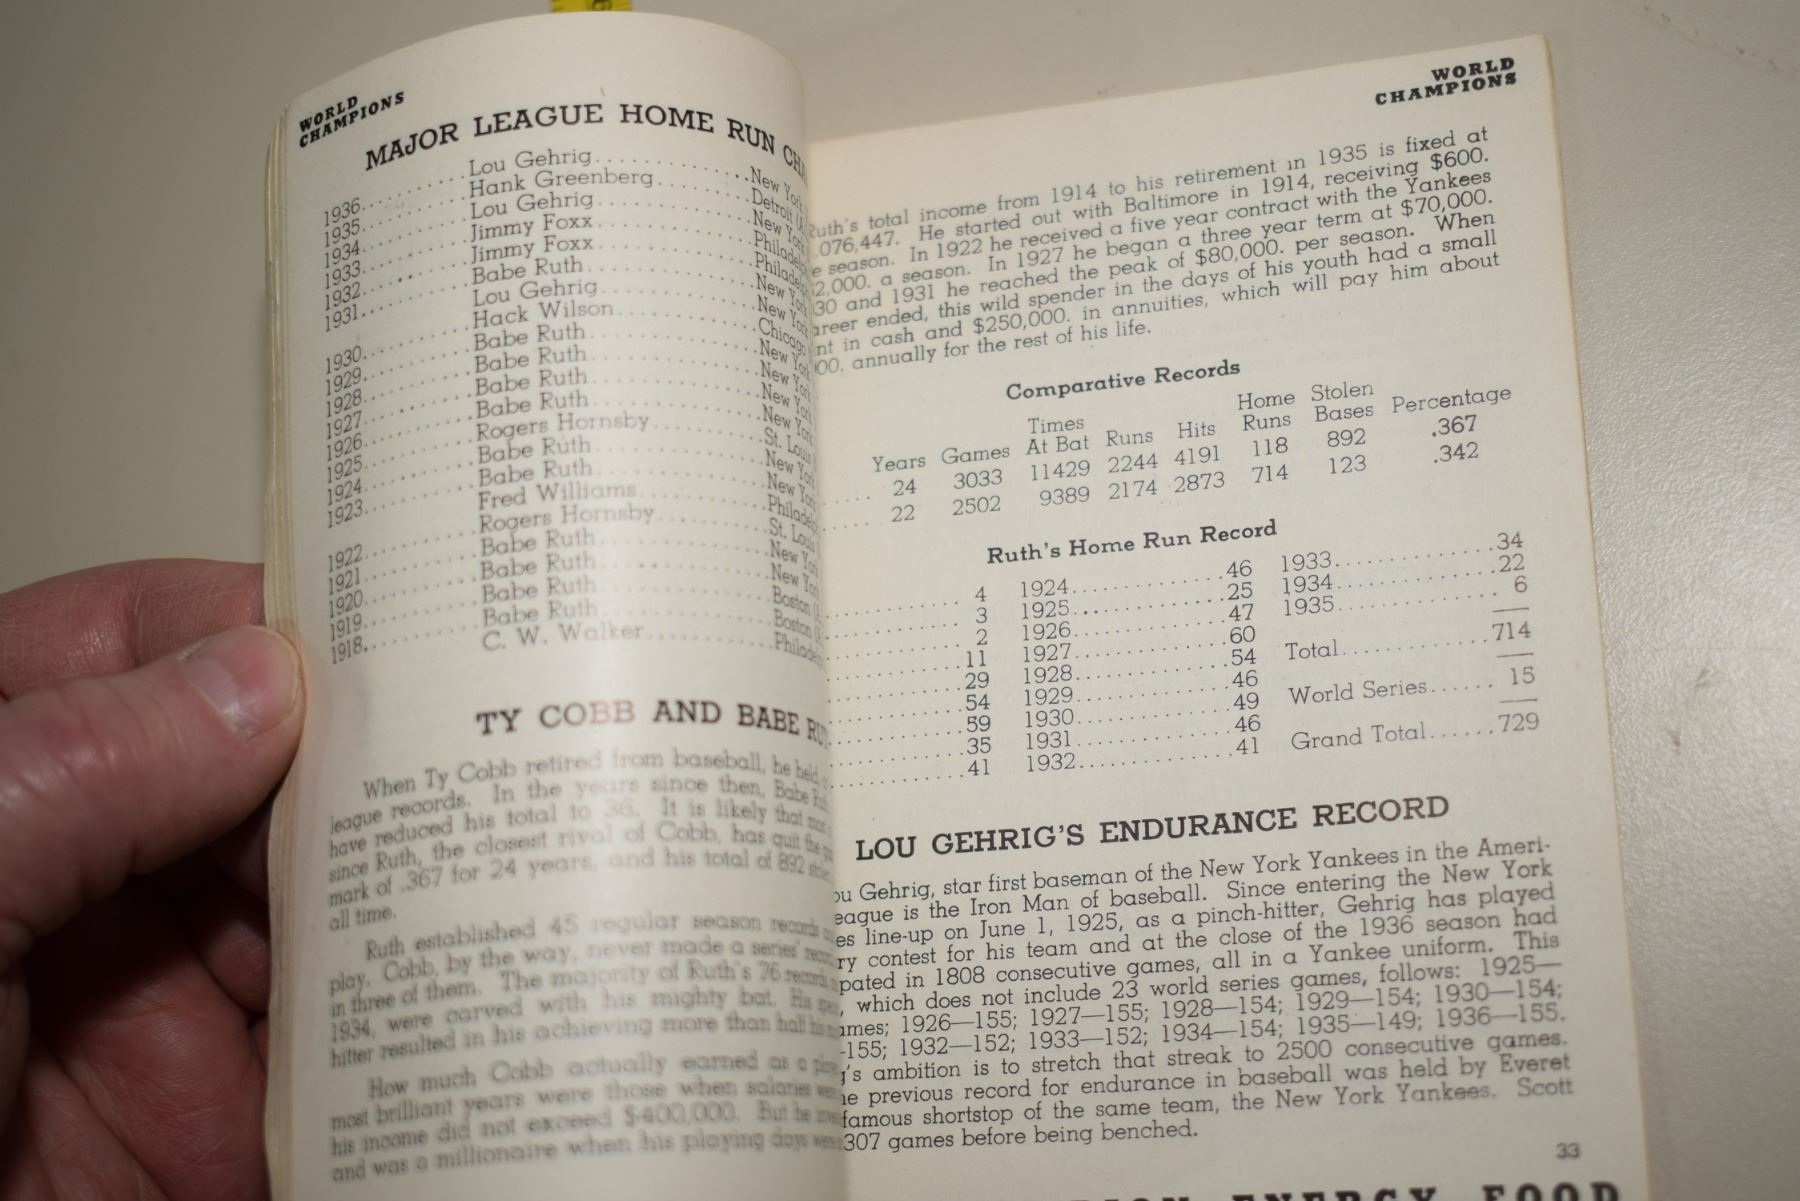 WORLD
CHAMPIONS
MAJOR LEAGUE HOME RUN
1936 Lou Gehrig New York
1935 Hank Greenberg Detroit
1934 Lou Gehrig New York
1933 Jimmy Foxx
1932 Jimmy Foxx
1931 Babe Ruth New York
Lou Gehrig New York
1930 Hack Wilson Chicago
1929 Babe Ruth New York
1928 Babe Ruth New York
1927 Babe Ruth New York
1926 Babe Ruth New York
1925 Rogers Hornsby St. Louis
1924 Babe Ruth New York
1923 Babe Ruth New York
Fred Williams
1922 Rogers Hornsby St. Louis
1921 Babe Ruth New York
1920 Babe Ruth New York
1919 Babe Ruth Boston
1918 Babe Ruth Boston
C. W. Walker
TY COBB AND BABE
When Ty Cobb retired from baseball, he held
league records. In the years since then, Babe
have reduced his total to 36. It is likely that
since Ruth, the closest rival of Cobb, has quit the
mark of .367 for 24 years, and his total of 892
all time.
Ruth established 45 regular season records
play. Cobb, by the way, never made a series'
in three of them. The majority of Ruth's 76 records
1934, were carved with his mighty bat. His
hitter resulted in his achieving more than half his
How much Cobb actually earned as a
most brilliant years were those when salaries
his income did not exceed $400,000. But he
and was a millionaire when his playing days
WORLD
CHAMPIONS
Ruth's total income from 1914 to his retirement in 1935 is fixed at
076,447. He started out with Baltimore in 1914, receiving $600.
season. In 1922 he received a five year contract with the Yankees
2,000. a season. In 1927 he began a three year term at $70,000.
30 and 1931 he reached the peak of $80,000. per season. When
areer ended, this wild spender in the days of his youth had a small
nt in cash and $250,000. in annuities, which will pay him about
00. annually for the rest of his life.
Comparative Records
Years Games Times At Bat Runs Hits Home Runs Stolen Bases Percentage
24 3033 11429 2244 4191 118 892 .367
22 2502 9389 2174 2873 714 123 .342
Ruth's Home Run Record
4 1924 46 1933 34
3 1925 25 1934 22
2 1926 47 1935 6
11 1927 60
29 1928 54 Total 714
54 1929 46
59 1930 49 World Series 15
35 1931 46
41 1932 41 Grand Total 729
LOU GEHRIG'S ENDURANCE RECORD
ou Gehrig, star first baseman of the New York Yankees in the Ameri-
eague is the Iron Man of baseball. Since entering the New York
es line-up on June 1, 1925, as a pinch-hitter, Gehrig has played
ry contest for his team and at the close of the 1936 season had
pated in 1808 consecutive games, all in a Yankee uniform. This
, which does not include 23 world series games, follows: 1925—
ames; 1926—155; 1927—155; 1928—154; 1929—154; 1930—154;
-155; 1932—152; 1933—152; 1934—154; 1935—149; 1936—155.
g's ambition is to stretch that streak to 2500 consecutive games.
he previous record for endurance in baseball was held by Everet
famous shortstop of the same team, the New York Yankees. Scott
307 games before being benched.
33
ENERGY FOOD